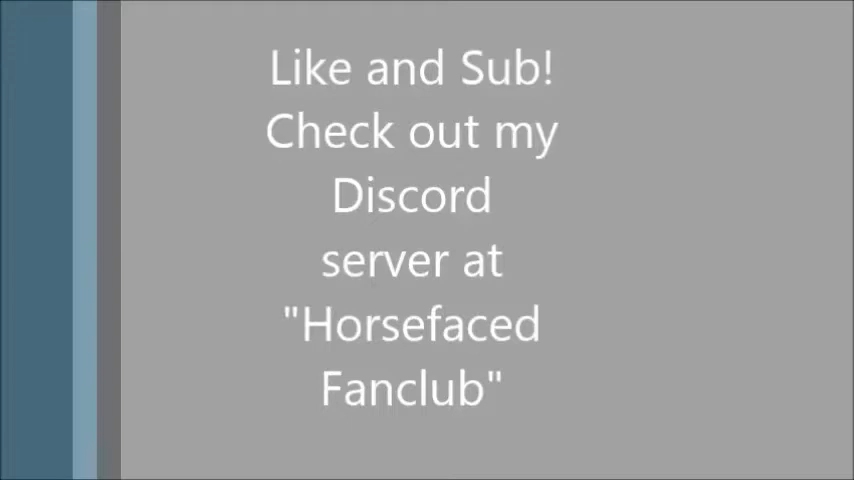 Like and Sub!
Check out my
Discord
server at
"Horsefaced
Fanclub"